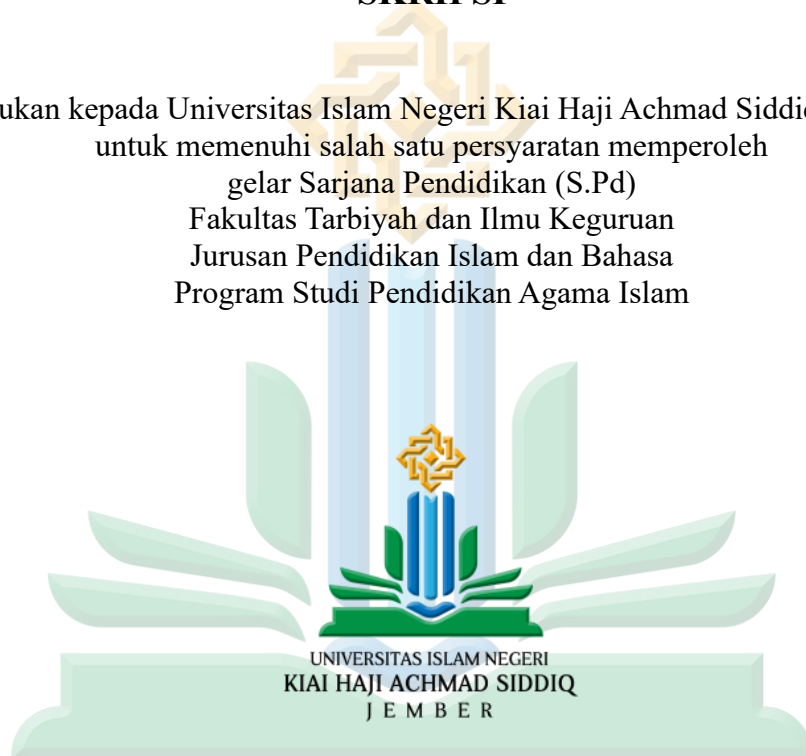 SKRIPSI
ukan kepada Universitas Islam Negeri Kiai Haji Achmad Siddiq
untuk memenuhi salah satu persyaratan memperoleh
gelar Sarjana Pendidikan (S.Pd)
Fakultas Tarbiyah dan Ilmu Keguruan
Jurusan Pendidikan Islam dan Bahasa
Program Studi Pendidikan Agama Islam
UNIVERSITAS ISLAM NEGERI
KIAI HAJI ACHMAD SIDDIQ
JEMBER